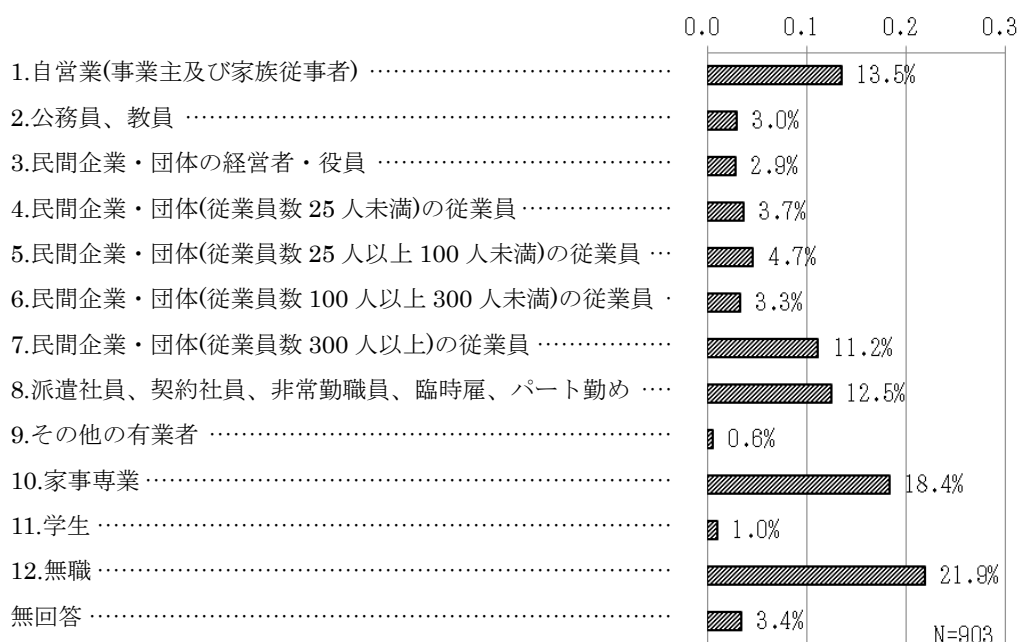 0.0 0.1 0.2 0.3
1.自営業(事業主及び家族従事者) …………………………………… 13.5%
2.公務員、教員 …………………………………………………… 3.0%
3.民間企業・団体の経営者・役員 ……………………………… 2.9%
4.民間企業・団体(従業員数 25 人未満)の従業員……………… 3.7%
5.民間企業・団体(従業員数 25 人以上 100 人未満)の従業員 … 4.7%
6.民間企業・団体(従業員数 100 人以上 300 人未満)の従業員 · 3.3%
7.民間企業・団体(従業員数 300 人以上)の従業員 …………… 11.2%
8.派遣社員、契約社員、非常勤職員、臨時雇、パート勤め …· 12.5%
9.その他の有業者 ………………………………………………… 0.6%
10.家事専業………………………………………………………… 18.4%
11.学生 …………………………………………………………… 1.0%
12.無職 …………………………………………………………… 21.9%
無回答 ……………………………………………………………… 3.4%
N=903